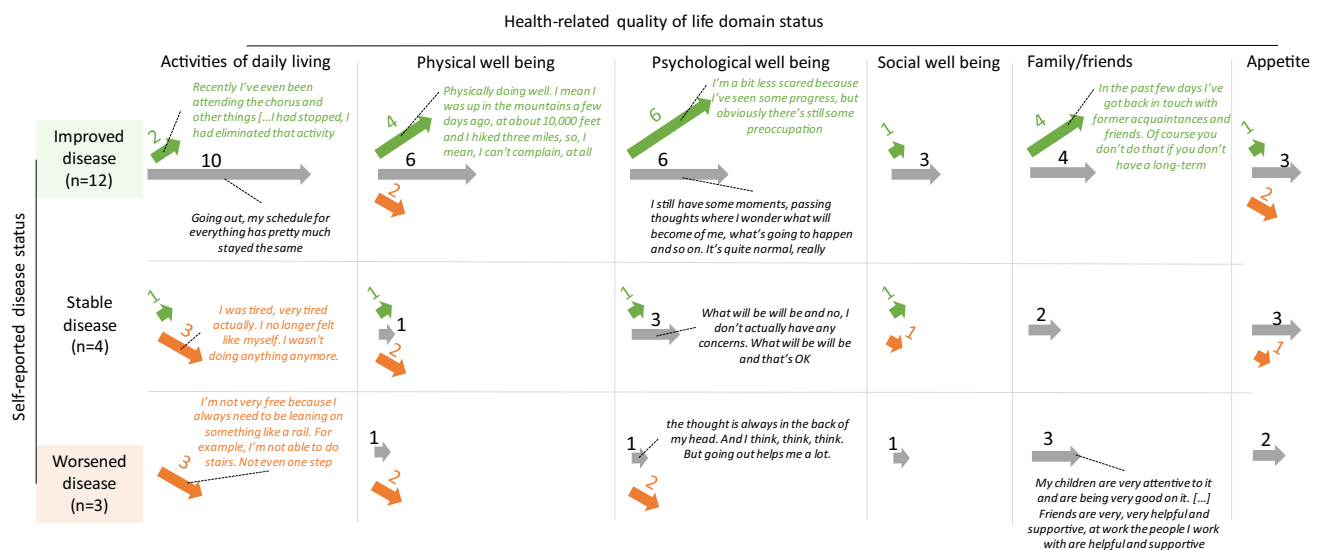 Health-related quality of life domain status
Activities of daily living
Physical well being
Psychological well being
Social well being
Family/friends
Appetite
Self-reported disease status
Improved
disease
(n=12)
2
Recently I've even been
attending the chorus and
other things […I had stopped, I
had eliminated that activity
10
Going out, my schedule for
everything has pretty much
stayed the same
4
Physically doing well. I mean I
was up in the mountains a few
days ago, at about 10,000 feet
and I hiked three miles, so, I
mean, I can't complain, at all
6
2
6
I'm a bit less scared because
I've seen some progress, but
obviously there's still some
preoccupation
6
I still have some moments, passing
thoughts where I wonder what will
become of me, what's going to happen
and so on. It's quite normal, really
1
3
4
In the past few days I've
got back in touch with
former acquaintances and
friends. Of course you
don't do that if you don't
have a long-term
4
1
3
2
Stable
disease
(n=4)
1
3
I was tired, very tired
actually. I no longer felt
like myself. I wasn't
doing anything anymore.
1
1
2
1
3
What will be will be and no, I
don't actually have any
concerns. What will be will be
and that's OK
1
1
2
3
1
Worsened
disease
(n=3)
3
I'm not very free because I
always need to be leaning on
something like a rail. For
example, I'm not able to do
stairs. Not even one step
1
2
1
2
the thought is always in the back of
my head. And I think, think, think.
But going out helps me a lot.
1
3
My children are very attentive to it
and are being very good on it. […]
Friends are very, very helpful and
supportive, at work the people I work
with are helpful and supportive
2